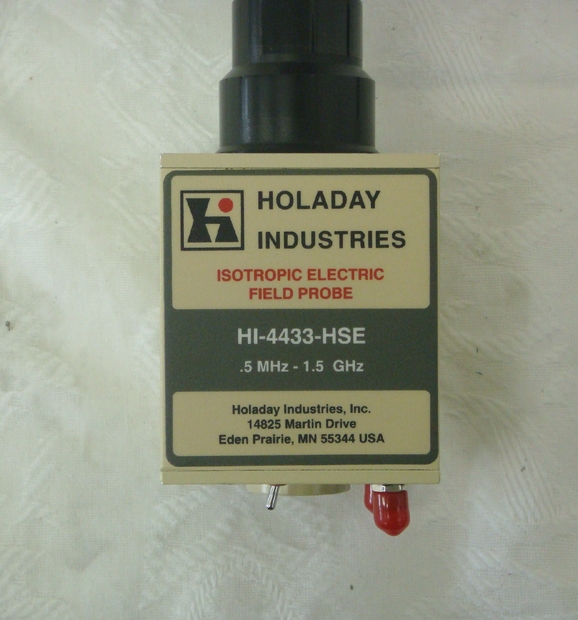 HOLADAY
INDUSTRIES
ISOTROPIC ELECTRIC
FIELD PROBE
HI-4433-HSE
.5 MHz - 1.5 GHz
Holaday Industries, Inc.
14825 Martin Drive
Eden Prairie, MN 55344 USA